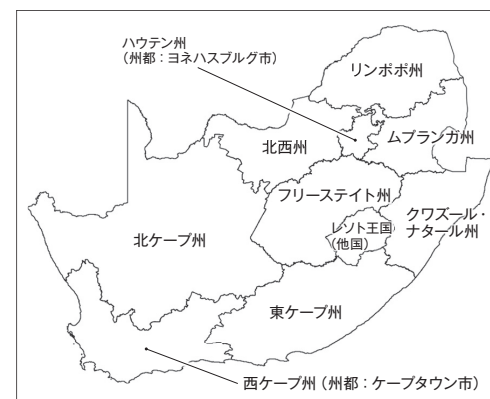 ハウテン州
(州都：ヨネハスブルグ市)
リンポポ州
北西州
ムプランガ州
フリーステイト州
クワズール・
ナタール州
レソト王国
(他国)
北ケープ州
東ケープ州
西ケープ州 (州都：ケープタウン市)